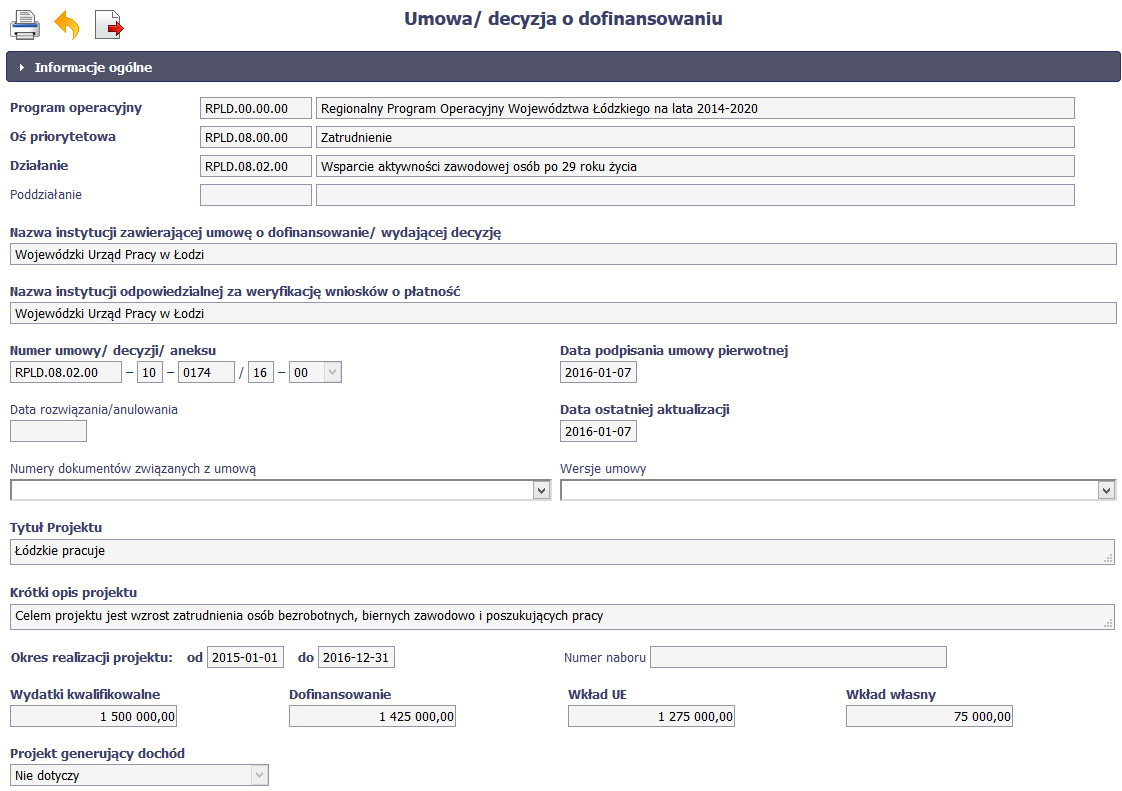 Umowa/ decyzja o dofinansowaniu
Informacje ogólne
Program operacyjny RPLD.00.00.00 Regionalny Program Operacyjny Województwa Łódzkiego na lata 2014-2020
Oś priorytetowa RPLD.08.00.00 Zatrudnienie
Działanie RPLD.08.02.00 Wsparcie aktywności zawodowej osób po 29 roku życia
Poddziałanie
Nazwa instytucji zawierającej umowę o dofinansowanie/ wydającej decyzję
Wojewódzki Urząd Pracy w Łodzi
Nazwa instytucji odpowiedzialnej za weryfikację wniosków o płatność
Wojewódzki Urząd Pracy w Łodzi
Numer umowy/ decyzji/ aneksu Data podpisania umowy pierwotnej
RPLD.08.02.00 – 10 – 0174 / 16 – 00 2016-01-07
Data rozwiązania/anulowania Data ostatniej aktualizacji
2016-01-07
Numery dokumentów związanych z umową Wersje umowy
Tytuł Projektu
Łódzkie pracuje
Krótki opis projektu
Celem projektu jest wzrost zatrudnienia osób bezrobotnych, biernych zawodowo i poszukujących pracy
Okres realizacji projektu: od 2015-01-01 do 2016-12-31 Numer naboru
Wydatki kwalifikowalne Dofinansowanie Wkład UE Wkład własny
1 500 000,00 1 425 000,00 1 275 000,00 75 000,00
Projekt generujący dochód
Nie dotyczy